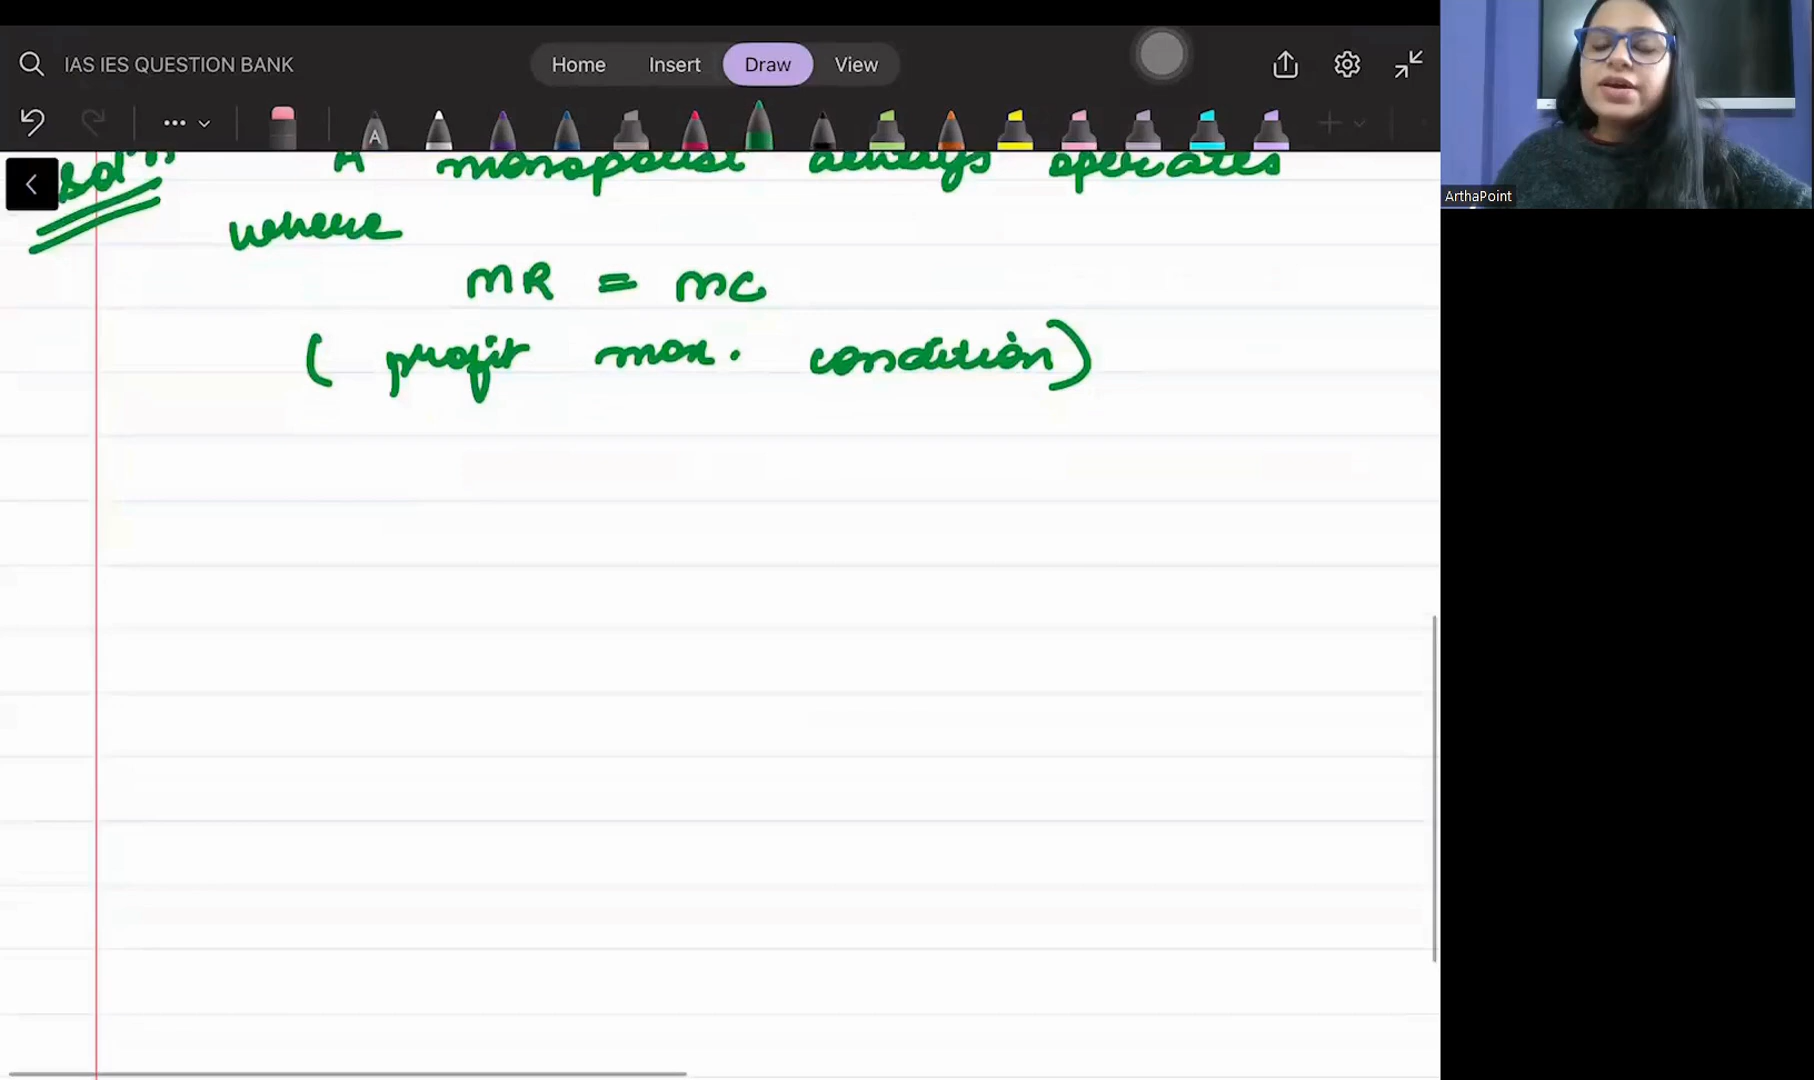 IAS IES QUESTION BANK
Home Insert Draw View
A
ArthaPoint
Solⁿ: A monopolist always operates
where
MR = MC
( profit max. condition)